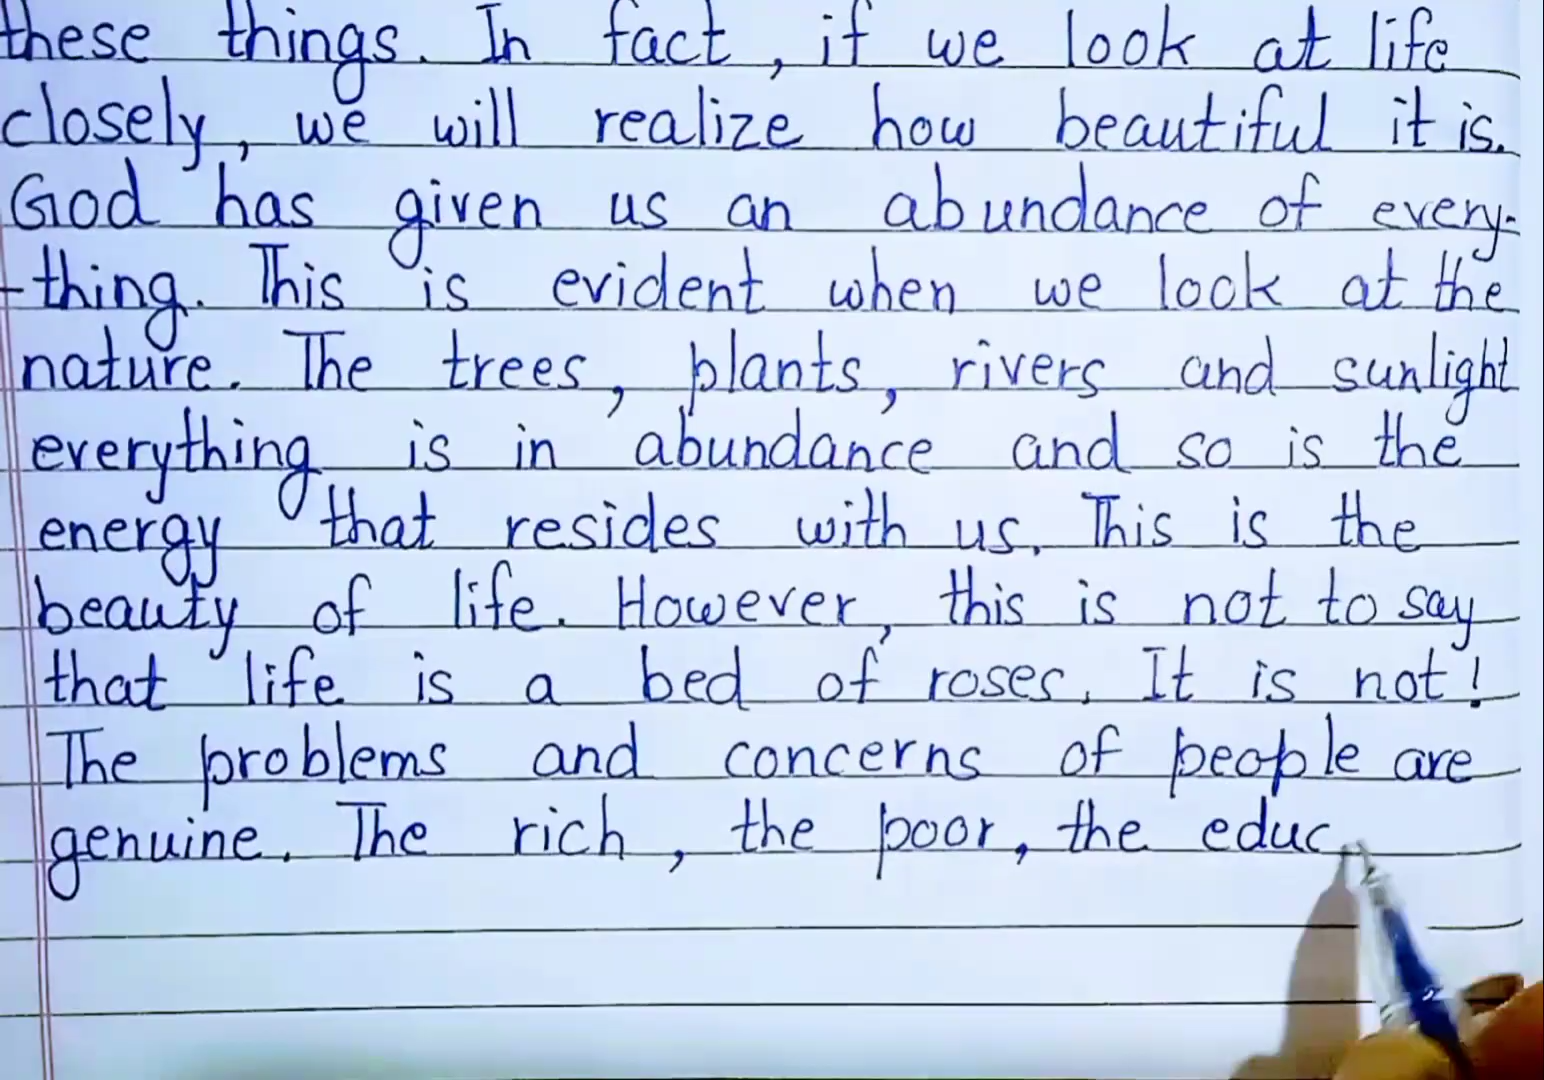 these things. In fact, if we look at life
closely, we will realize how beautiful it is.
God has given us an abundance of every-
-thing. This is evident when we look at the
nature. The trees, plants, rivers and sunlight
everything is in abundance and so is the
energy that resides with us. This is the
beauty of life. However, this is not to say
that life is a bed of roses. It is not!
The problems and concerns of people are
genuine. The rich, the poor, the educ